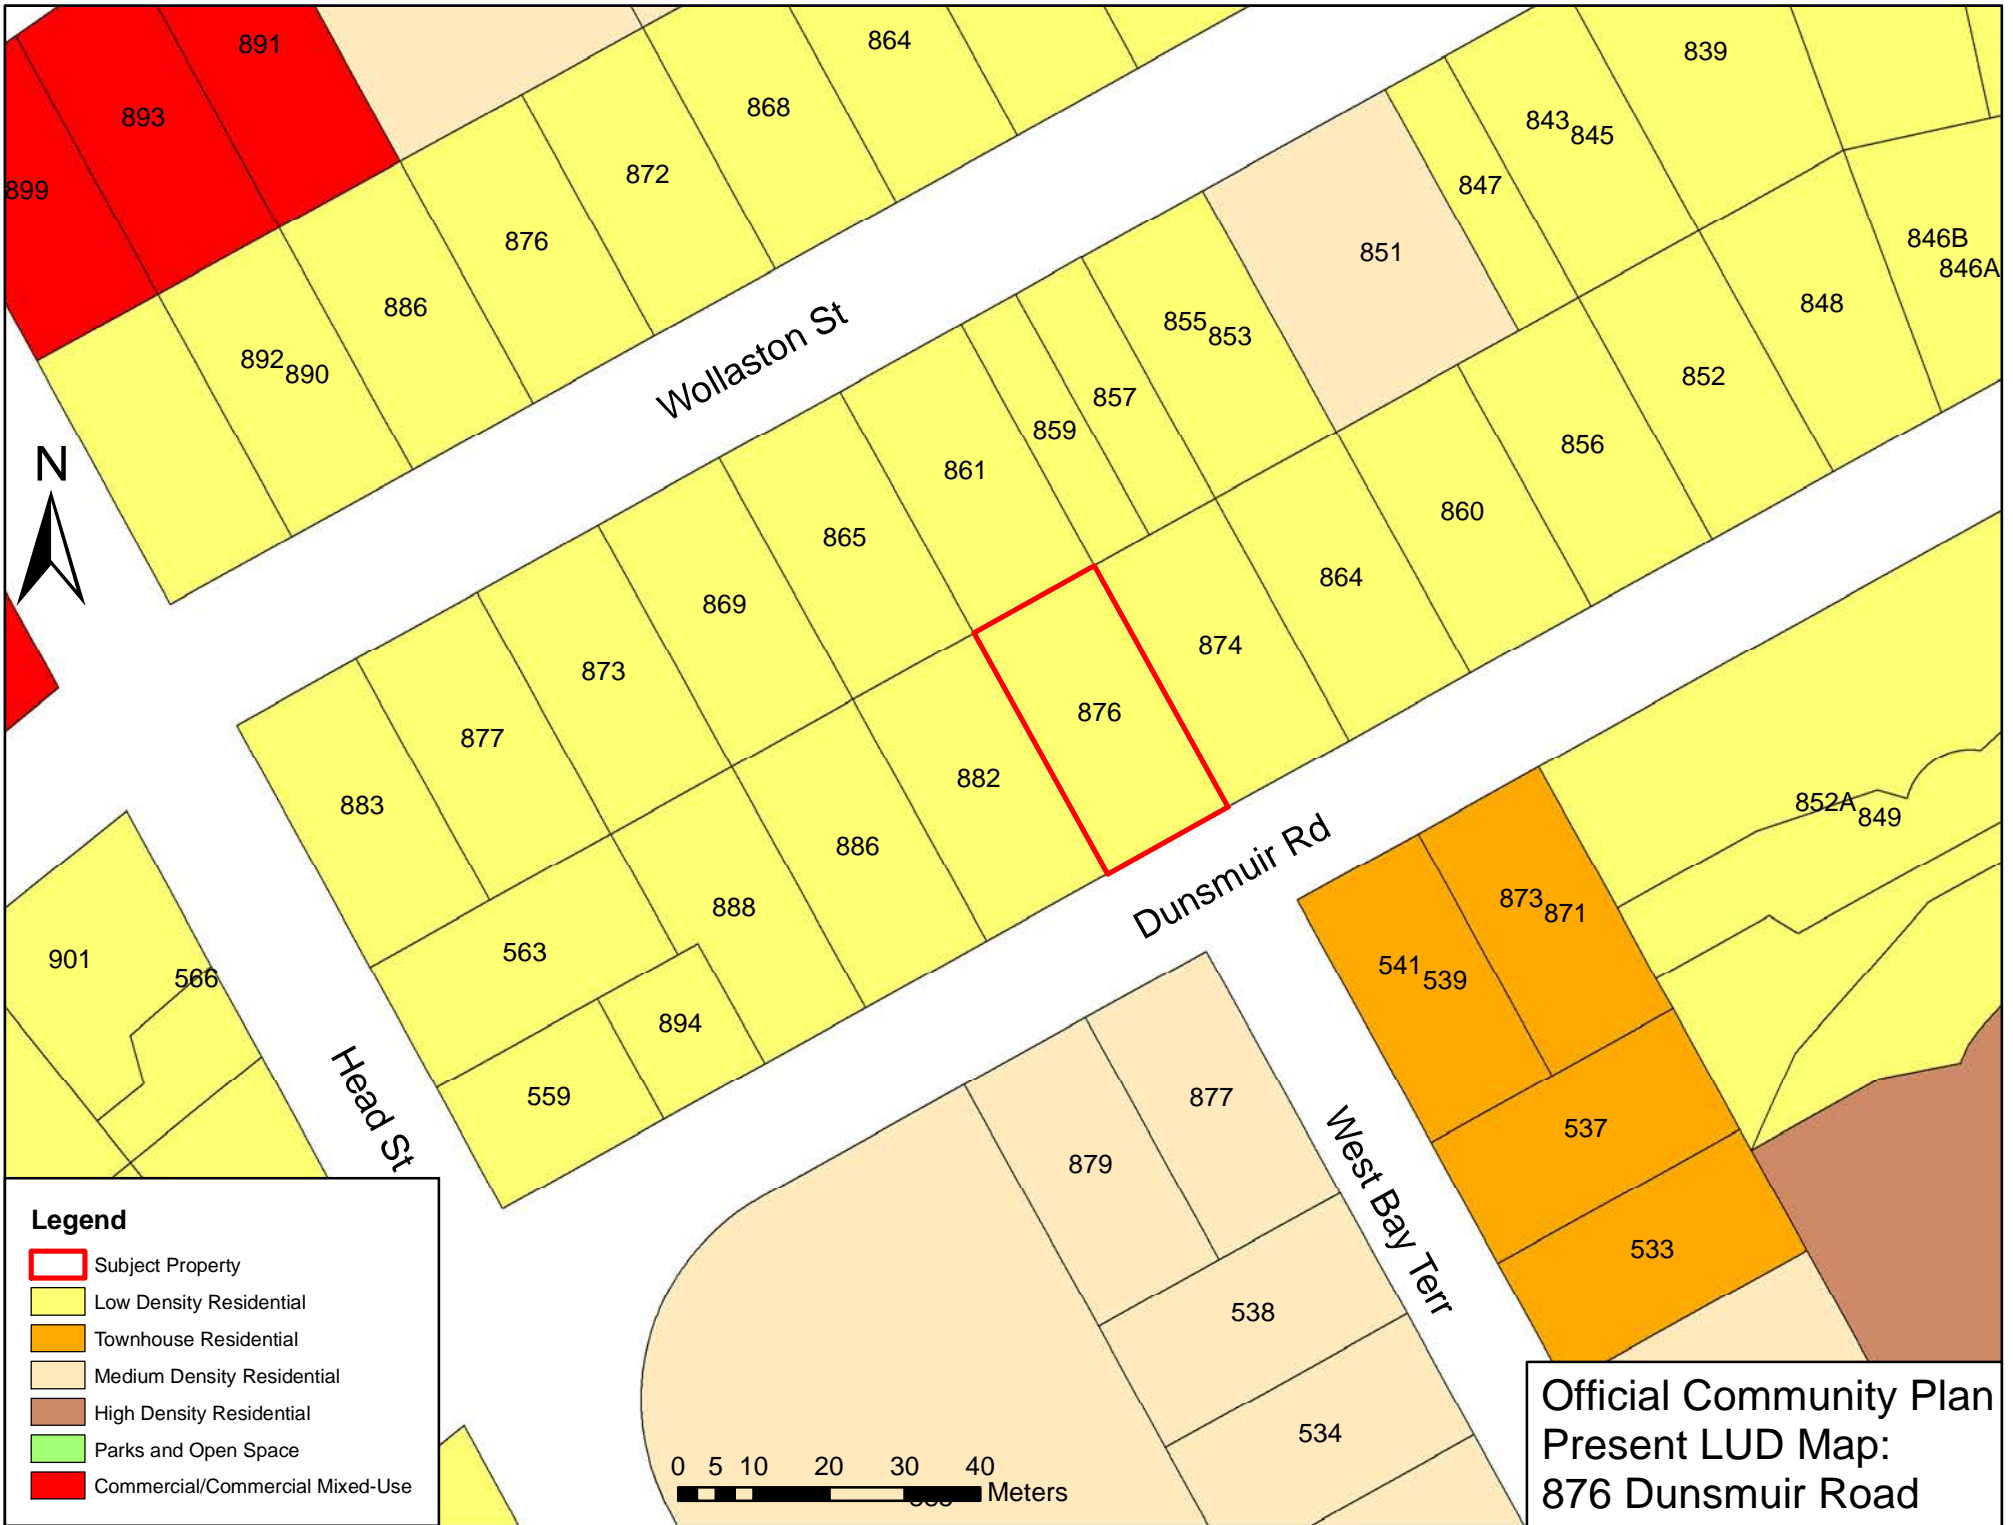 891
864
839
893
868
843 845
899
872
847
876
851
846B
846A
886
848
892 890
Wollaston St
855 853
852
857
859
856
N
861
860
865
864
869
874
873
876
877
882
883
886
Dunsmuir Rd
852A 849
888
873 871
563
541 539
901
566
894
559
877
537
Head St
879
West Bay Terr
533
538
534
Legend
Subject Property
Low Density Residential
Townhouse Residential
Medium Density Residential
High Density Residential
Parks and Open Space
Commercial/Commercial Mixed-Use
0 5 10 20 30 40
Meters
Official Community Plan
Present LUD Map:
876 Dunsmuir Road